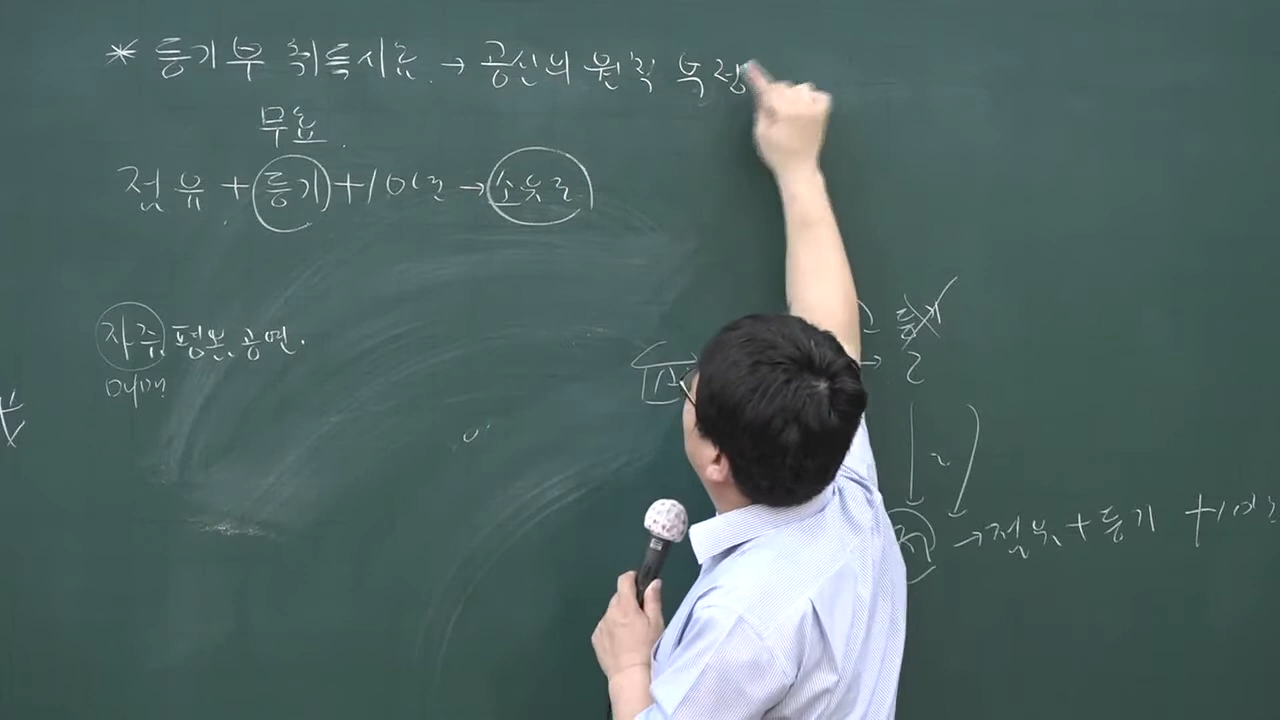 * 등기부 취득시효. → 공신의 원칙 부정
무효.
점유 + 등기 + 10년 → 소유권
자주, 평온, 공연.
매매
등기
→ 점유 + 등기 + 10년